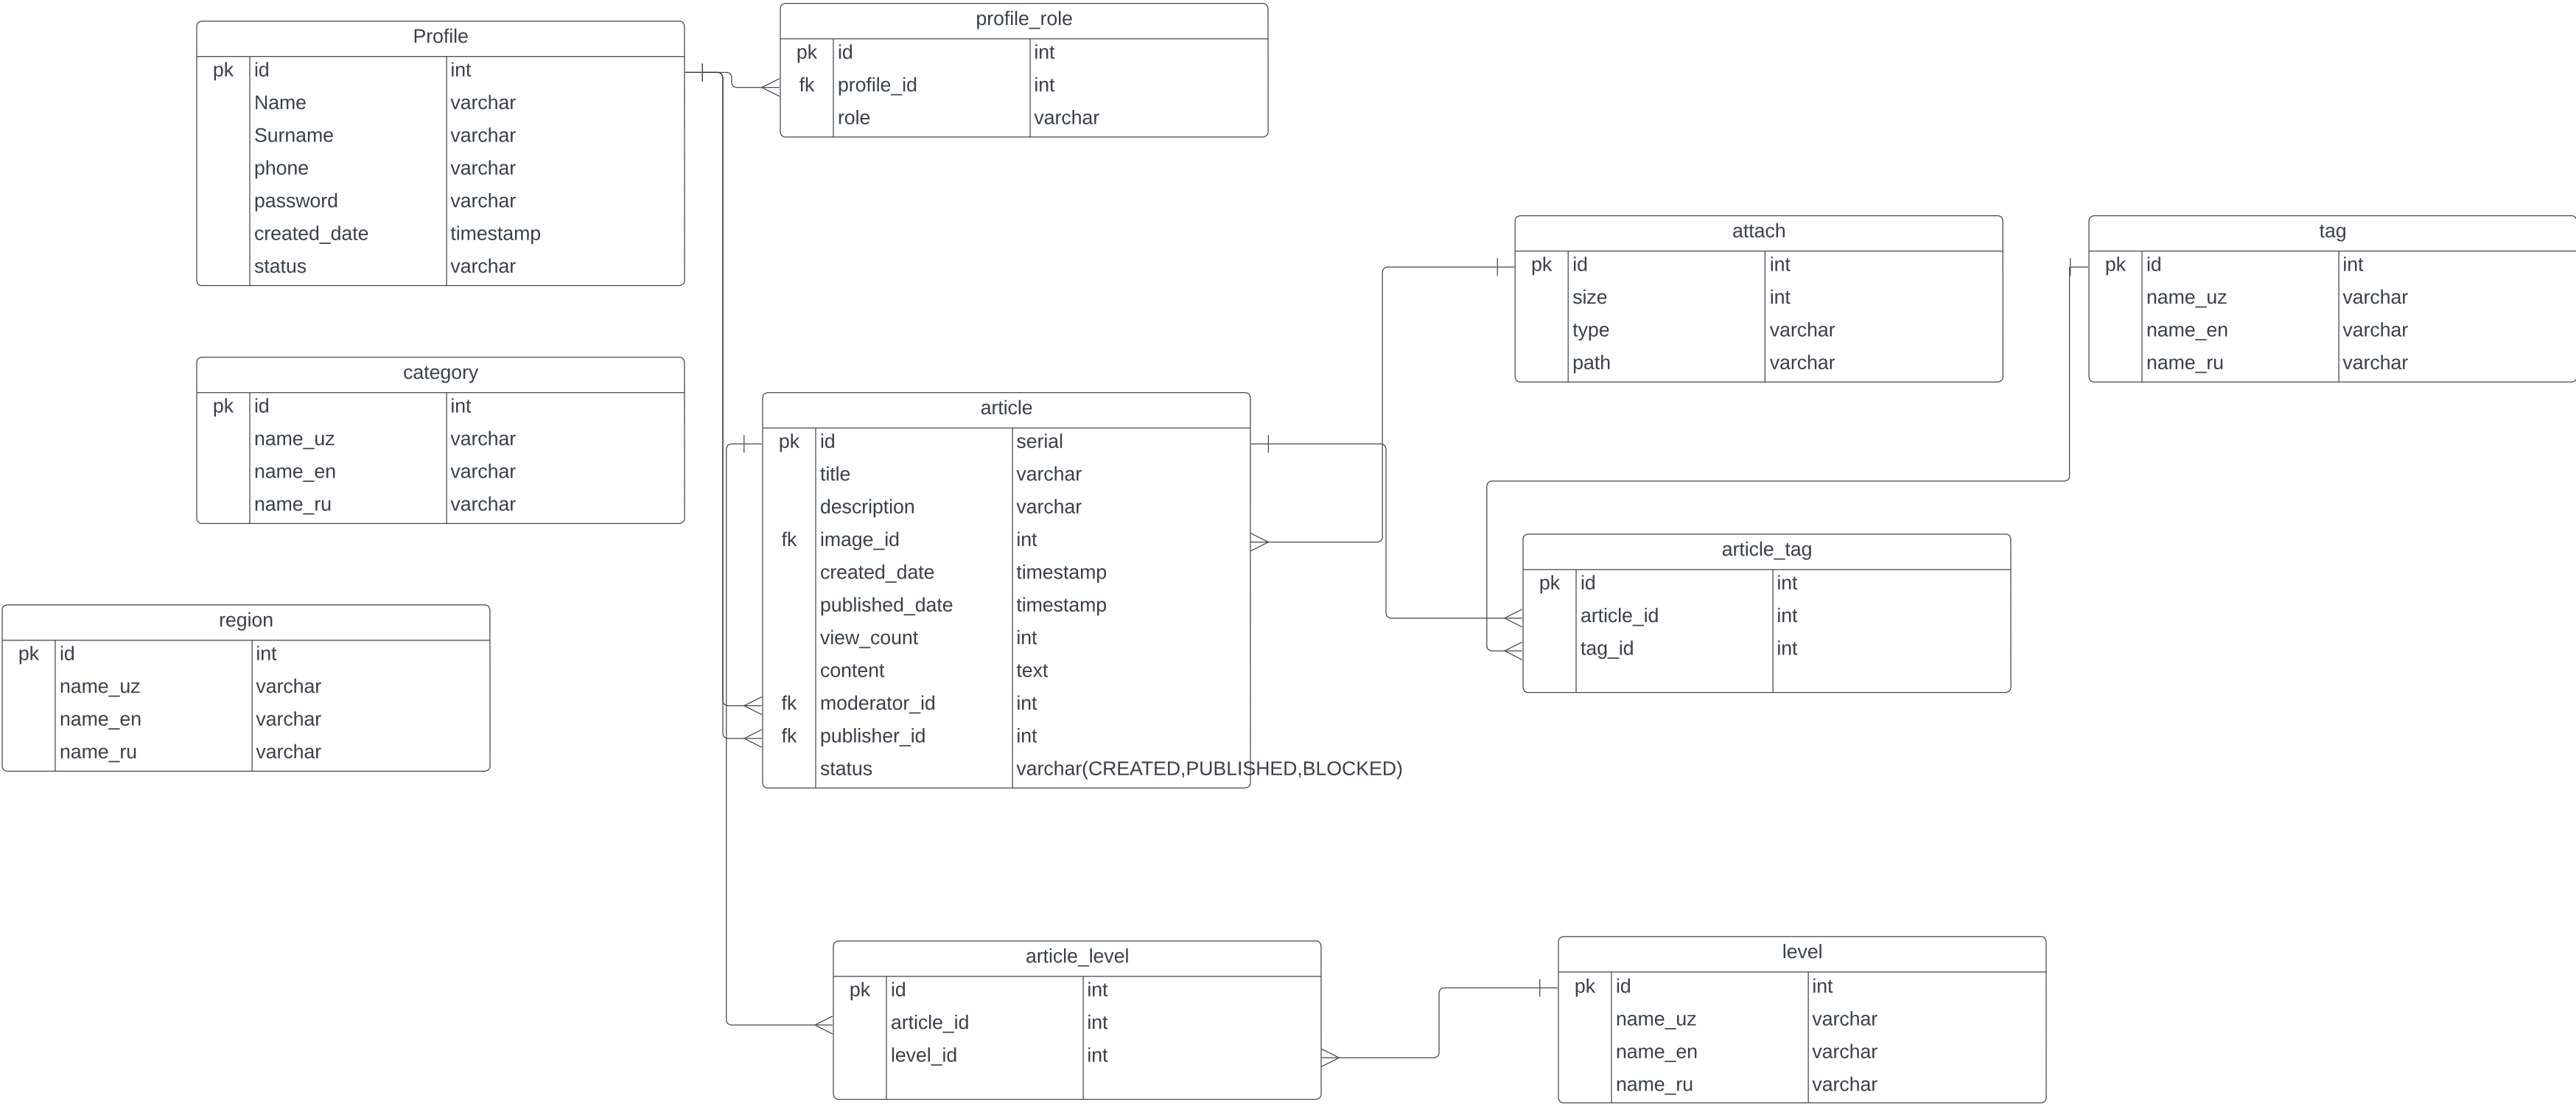 Profile
pk id int
Name varchar
Surname varchar
phone varchar
password varchar
created_date timestamp
status varchar
profile_role
pk id int
fk profile_id int
role varchar
attach
pk id int
size int
type varchar
path varchar
tag
pk id int
name_uz varchar
name_en varchar
name_ru varchar
category
pk id int
name_uz varchar
name_en varchar
name_ru varchar
article
pk id serial
title varchar
description varchar
fk image_id int
created_date timestamp
published_date timestamp
view_count int
content text
fk moderator_id int
fk publisher_id int
status varchar(CREATED,PUBLISHED,BLOCKED)
article_tag
pk id int
article_id int
tag_id int
region
pk id int
name_uz varchar
name_en varchar
name_ru varchar
article_level
pk id int
article_id int
level_id int
level
pk id int
name_uz varchar
name_en varchar
name_ru varchar